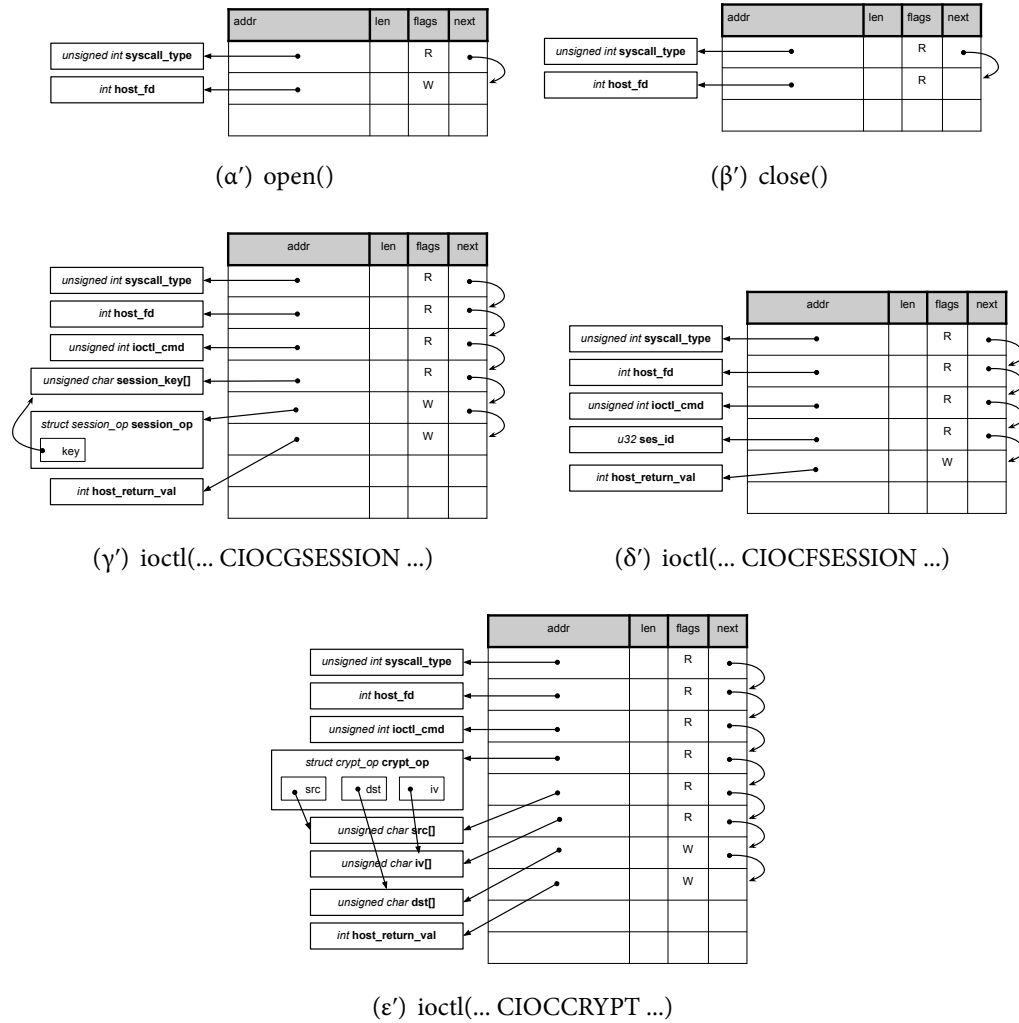 addr len flags next
unsigned int syscall_type R
int host_fd W
(α′) open()
addr len flags next
unsigned int syscall_type R
int host_fd R
(β′) close()
addr len flags next
unsigned int syscall_type R
int host_fd R
unsigned int ioctl_cmd R
unsigned char session_key[] R
struct session_op session_op W
key
int host_return_val W
(γ′) ioctl(... CIOCGSESSION ...)
addr len flags next
unsigned int syscall_type R
int host_fd R
unsigned int ioctl_cmd R
u32 ses_id R
int host_return_val W
(δ′) ioctl(... CIOCFSESSION ...)
addr len flags next
unsigned int syscall_type R
int host_fd R
unsigned int ioctl_cmd R
struct crypt_op crypt_op R
src dst iv
unsigned char src[] R
unsigned char iv[] R
unsigned char dst[] W
int host_return_val W
(ε′) ioctl(... CIOCCRYPT ...)